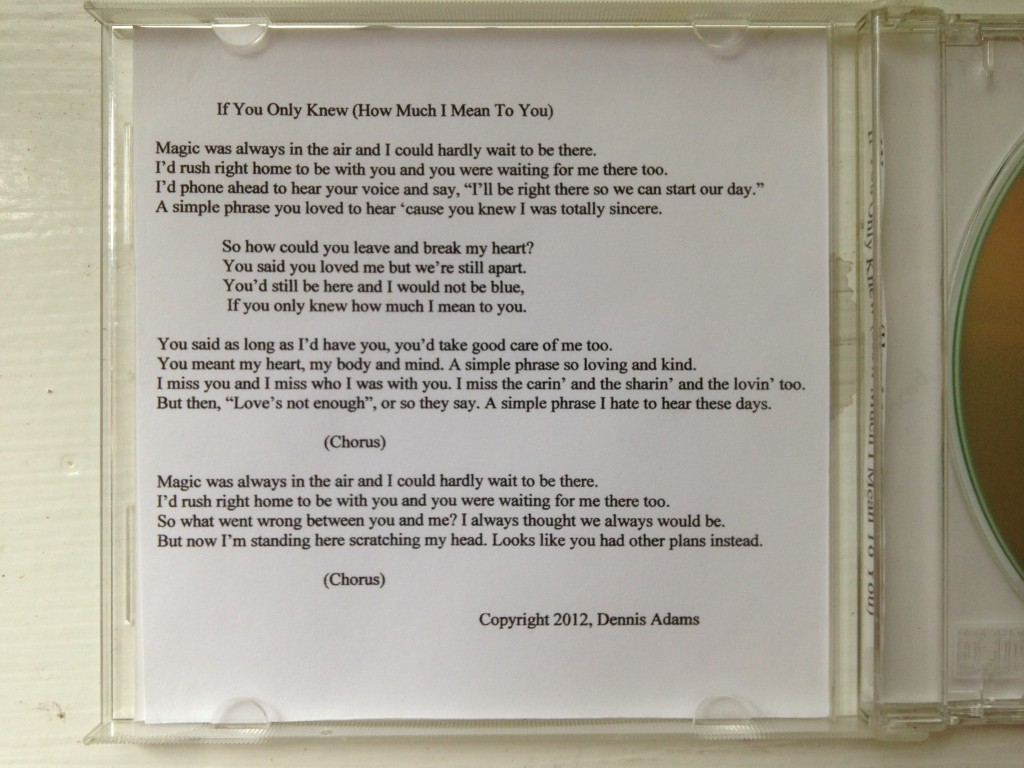 If You Only Knew (How Much I Mean To You)
Magic was always in the air and I could hardly wait to be there.
I'd rush right home to be with you and you were waiting for me there too.
I'd phone ahead to hear your voice and say, “I'll be right there so we can start our day.”
A simple phrase you loved to hear ‘cause you knew I was totally sincere.
So how could you leave and break my heart?
You said you loved me but we're still apart.
You'd still be here and I would not be blue,
If you only knew how much I mean to you.
You said as long as I'd have you, you'd take good care of me too.
You meant my heart, my body and mind. A simple phrase so loving and kind.
I miss you and I miss who I was with you. I miss the carin' and the sharin' and the lovin' too.
But then, “Love's not enough”, or so they say. A simple phrase I hate to hear these days.
(Chorus)
Magic was always in the air and I could hardly wait to be there.
I'd rush right home to be with you and you were waiting for me there too.
So what went wrong between you and me? I always thought we always would be.
But now I'm standing here scratching my head. Looks like you had other plans instead.
(Chorus)
Copyright 2012, Dennis Adams
Only Knew Much I Mean To You)